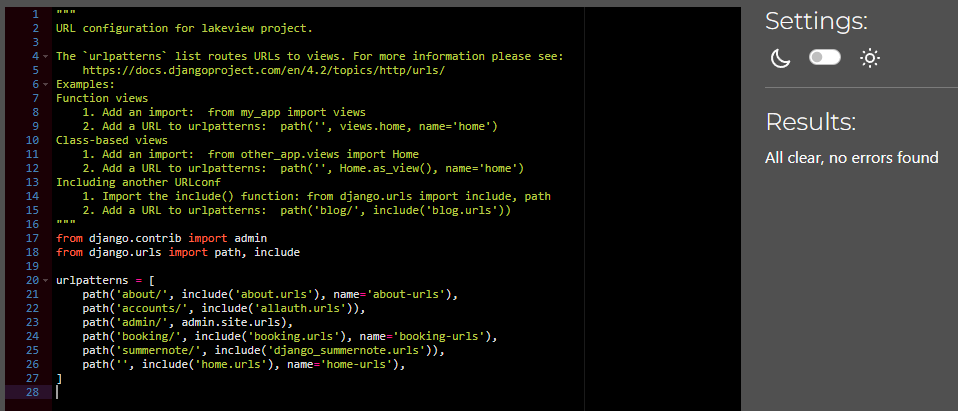 1 """
2 URL configuration for lakeview project.
3
4 The `urlpatterns` list routes URLs to views. For more information please see:
5     https://docs.djangoproject.com/en/4.2/topics/http/urls/
6 Examples:
7 Function views
8     1. Add an import:  from my_app import views
9     2. Add a URL to urlpatterns:  path('', views.home, name='home')
10 Class-based views
11     1. Add an import:  from other_app.views import Home
12     2. Add a URL to urlpatterns:  path('', Home.as_view(), name='home')
13 Including another URLconf
14     1. Import the include() function: from django.urls import include, path
15     2. Add a URL to urlpatterns:  path('blog/', include('blog.urls'))
16 """
17 from django.contrib import admin
18 from django.urls import path, include
19
20 urlpatterns = [
21     path('about/', include('about.urls'), name='about-urls'),
22     path('accounts/', include('allauth.urls')),
23     path('admin/', admin.site.urls),
24     path('booking/', include('booking.urls'), name='booking-urls'),
25     path('summernote/', include('django_summernote.urls')),
26     path('', include('home.urls'), name='home-urls'),
27 ]
28
Settings:
Results:
All clear, no errors found